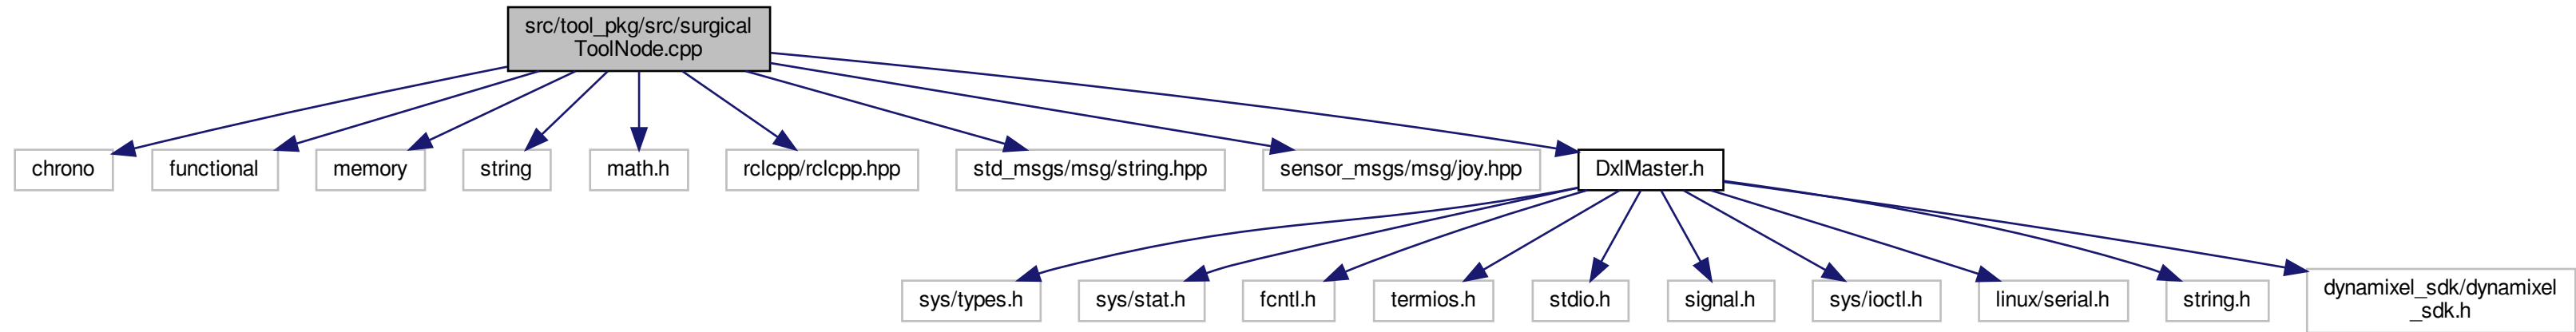 src/tool_pkg/src/surgical
ToolNode.cpp
chrono
functional
memory
string
math.h
rclcpp/rclcpp.hpp
std_msgs/msg/string.hpp
sensor_msgs/msg/joy.hpp
DxlMaster.h
sys/types.h
sys/stat.h
fcntl.h
termios.h
stdio.h
signal.h
sys/ioctl.h
linux/serial.h
string.h
dynamixel_sdk/dynamixel
_sdk.h